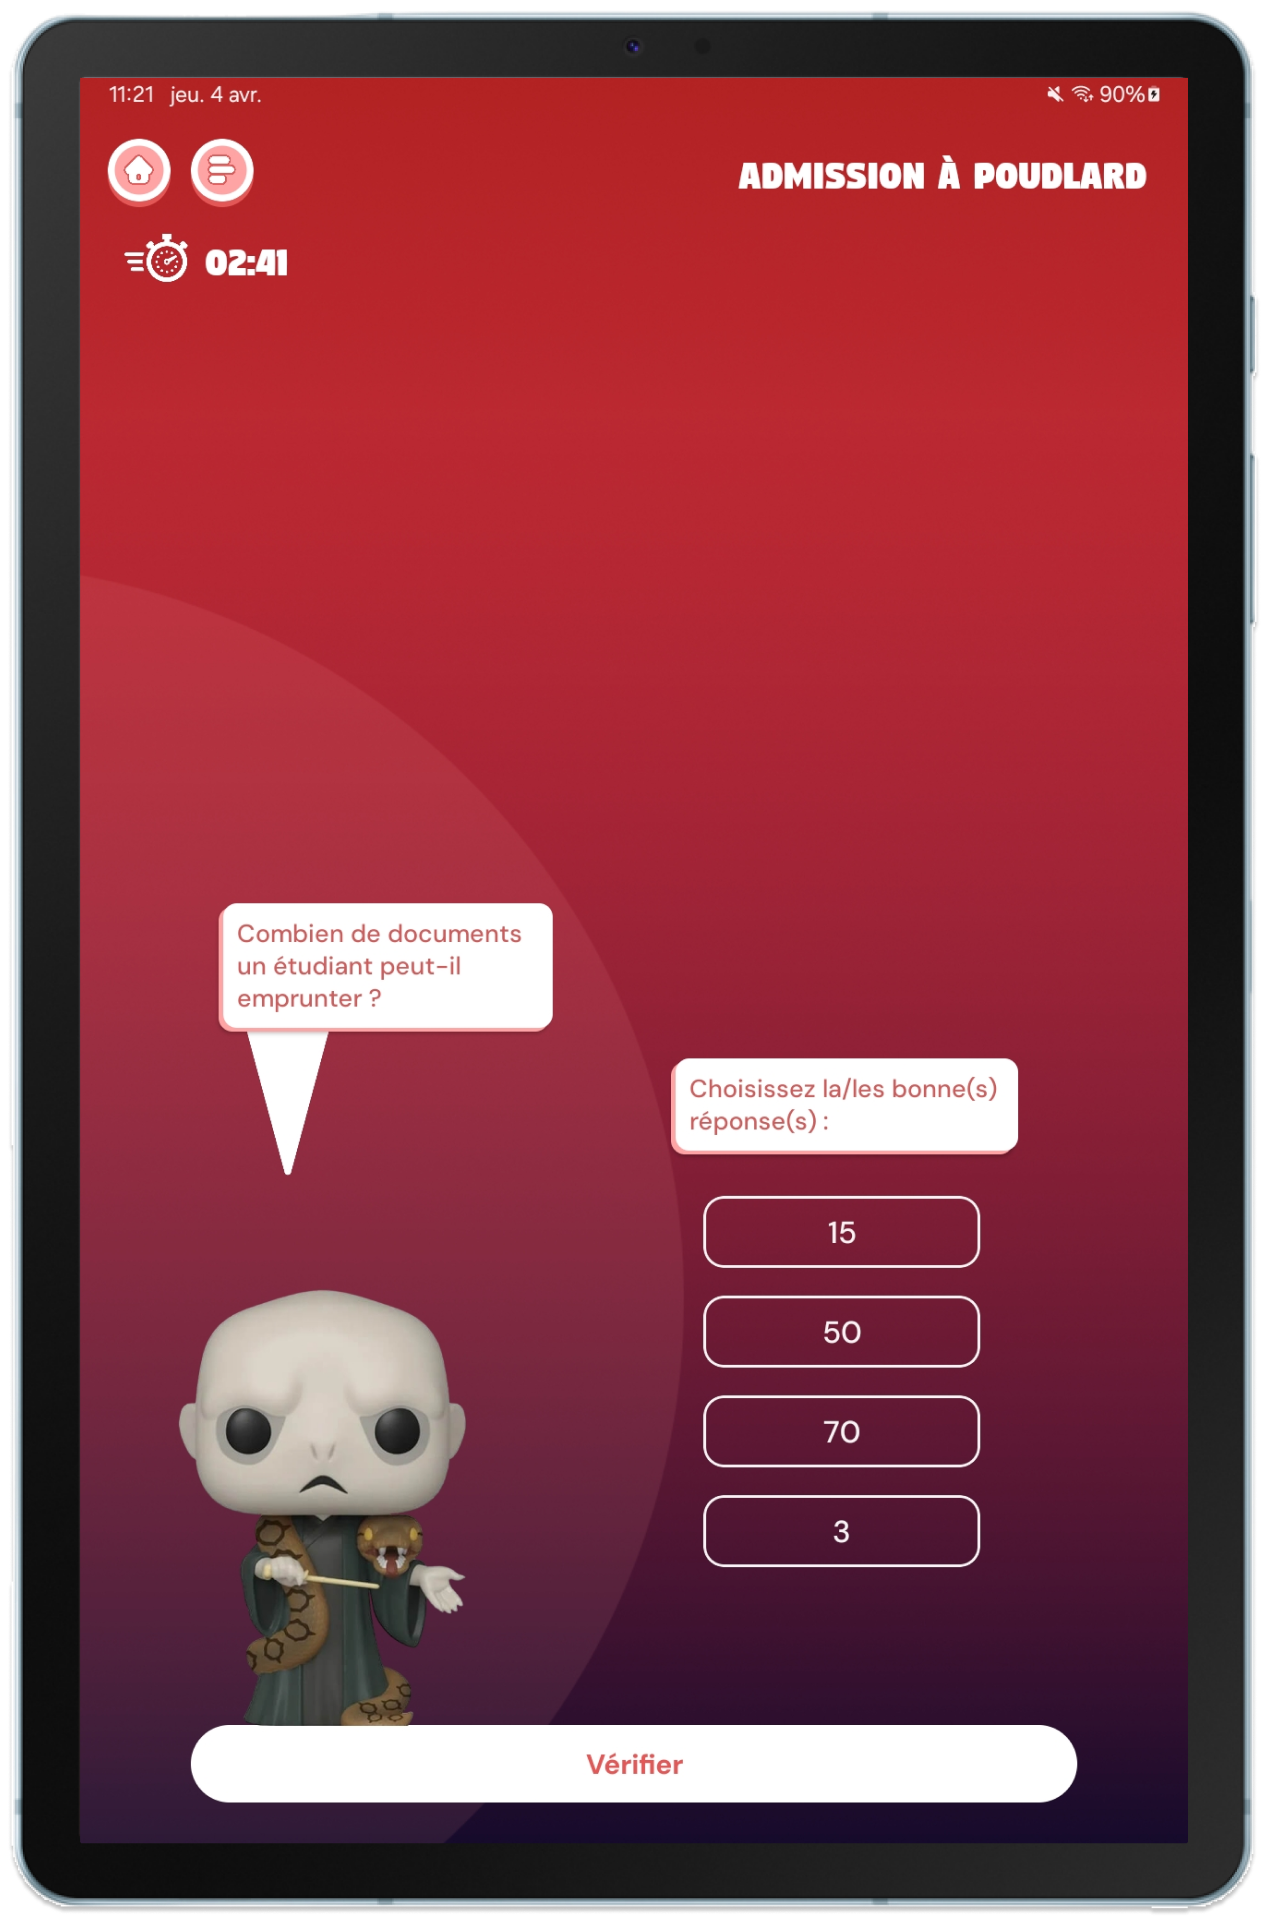 11:21 jeu. 4 avr.
90%
ADMISSION À POUDLARD
02:41
Combien de documents
un étudiant peut-il
emprunter ?
Choisissez la/les bonne(s)
réponse(s) :
15
50
70
3
Vérifier